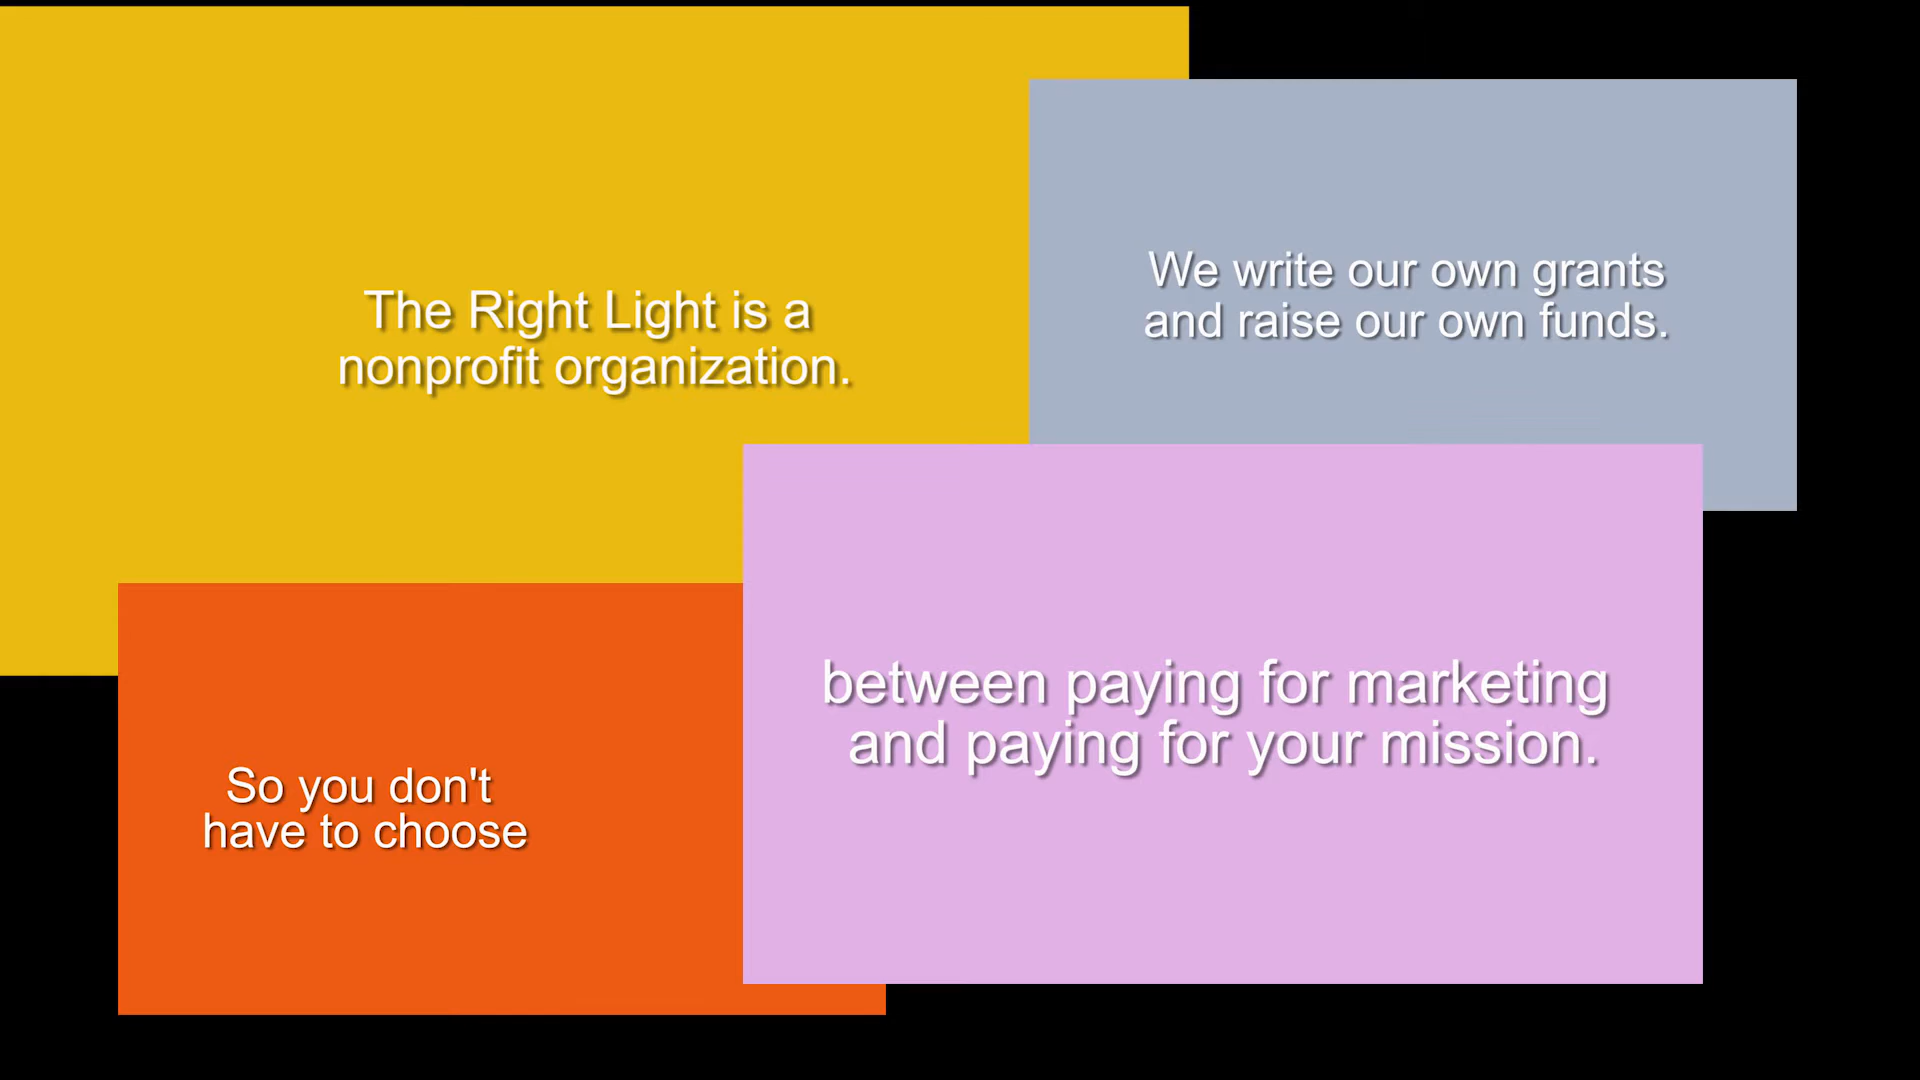 The Right Light is a
nonprofit organization.
We write our own grants
and raise our own funds.
So you don't
have to choose
between paying for marketing
and paying for your mission.